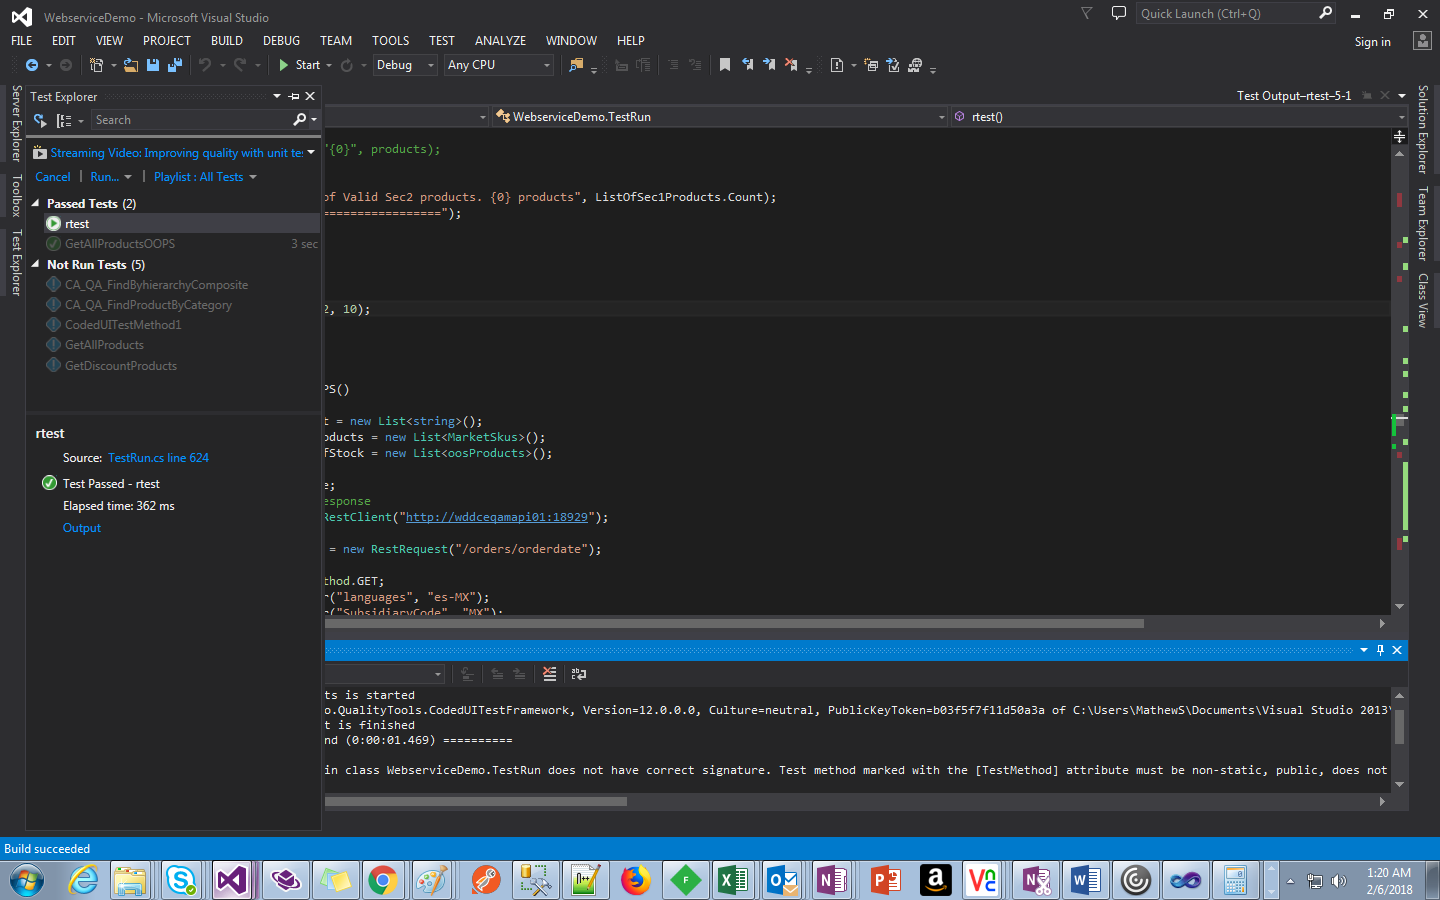 WebserviceDemo - Microsoft Visual Studio
Quick Launch (Ctrl+Q)
FILE EDIT VIEW PROJECT BUILD DEBUG TEAM TOOLS TEST ANALYZE WINDOW HELP
Sign in
Start Debug Any CPU
Server Explorer
Toolbox
Test Explorer
Test Explorer
Search
Streaming Video: Improving quality with unit te
Cancel | Run... | Playlist : All Tests
Passed Tests (2)
rtest
GetAllProductsOOPS 3 sec
Not Run Tests (5)
CA_QA_FindByhierarchyComposite
CA_QA_FindProductByCategory
CodedUITestMethod1
GetAllProducts
GetDiscountProducts
rtest
Source: TestRun.cs line 624
Test Passed - rtest
Elapsed time: 362 ms
Output
Test Output–rtest–5-1
WebserviceDemo.TestRun
rtest()
"{0}", products);
of Valid Sec2 products. {0} products", ListOfSec1Products.Count);
================");
2, 10);
PS()
t = new List<string>();
oducts = new List<MarketSkus>();
fStock = new List<oosProducts>();
e;
esponse
RestClient("http://wddceqamapi01:18929");
= new RestRequest("/orders/orderdate");
thod.GET;
r("languages", "es-MX");
r("SubsidiaryCode", "MX");
Solution Explorer
Team Explorer
Class View
ts is started
o.QualityTools.CodedUITestFramework, Version=12.0.0.0, Culture=neutral, PublicKeyToken=b03f5f7f11d50a3a of C:\Users\MathewS\Documents\Visual Studio 2013\
t is finished
nd (0:00:01.469) ==========
in class WebserviceDemo.TestRun does not have correct signature. Test method marked with the [TestMethod] attribute must be non-static, public, does not
Build succeeded
1:20 AM
2/6/2018